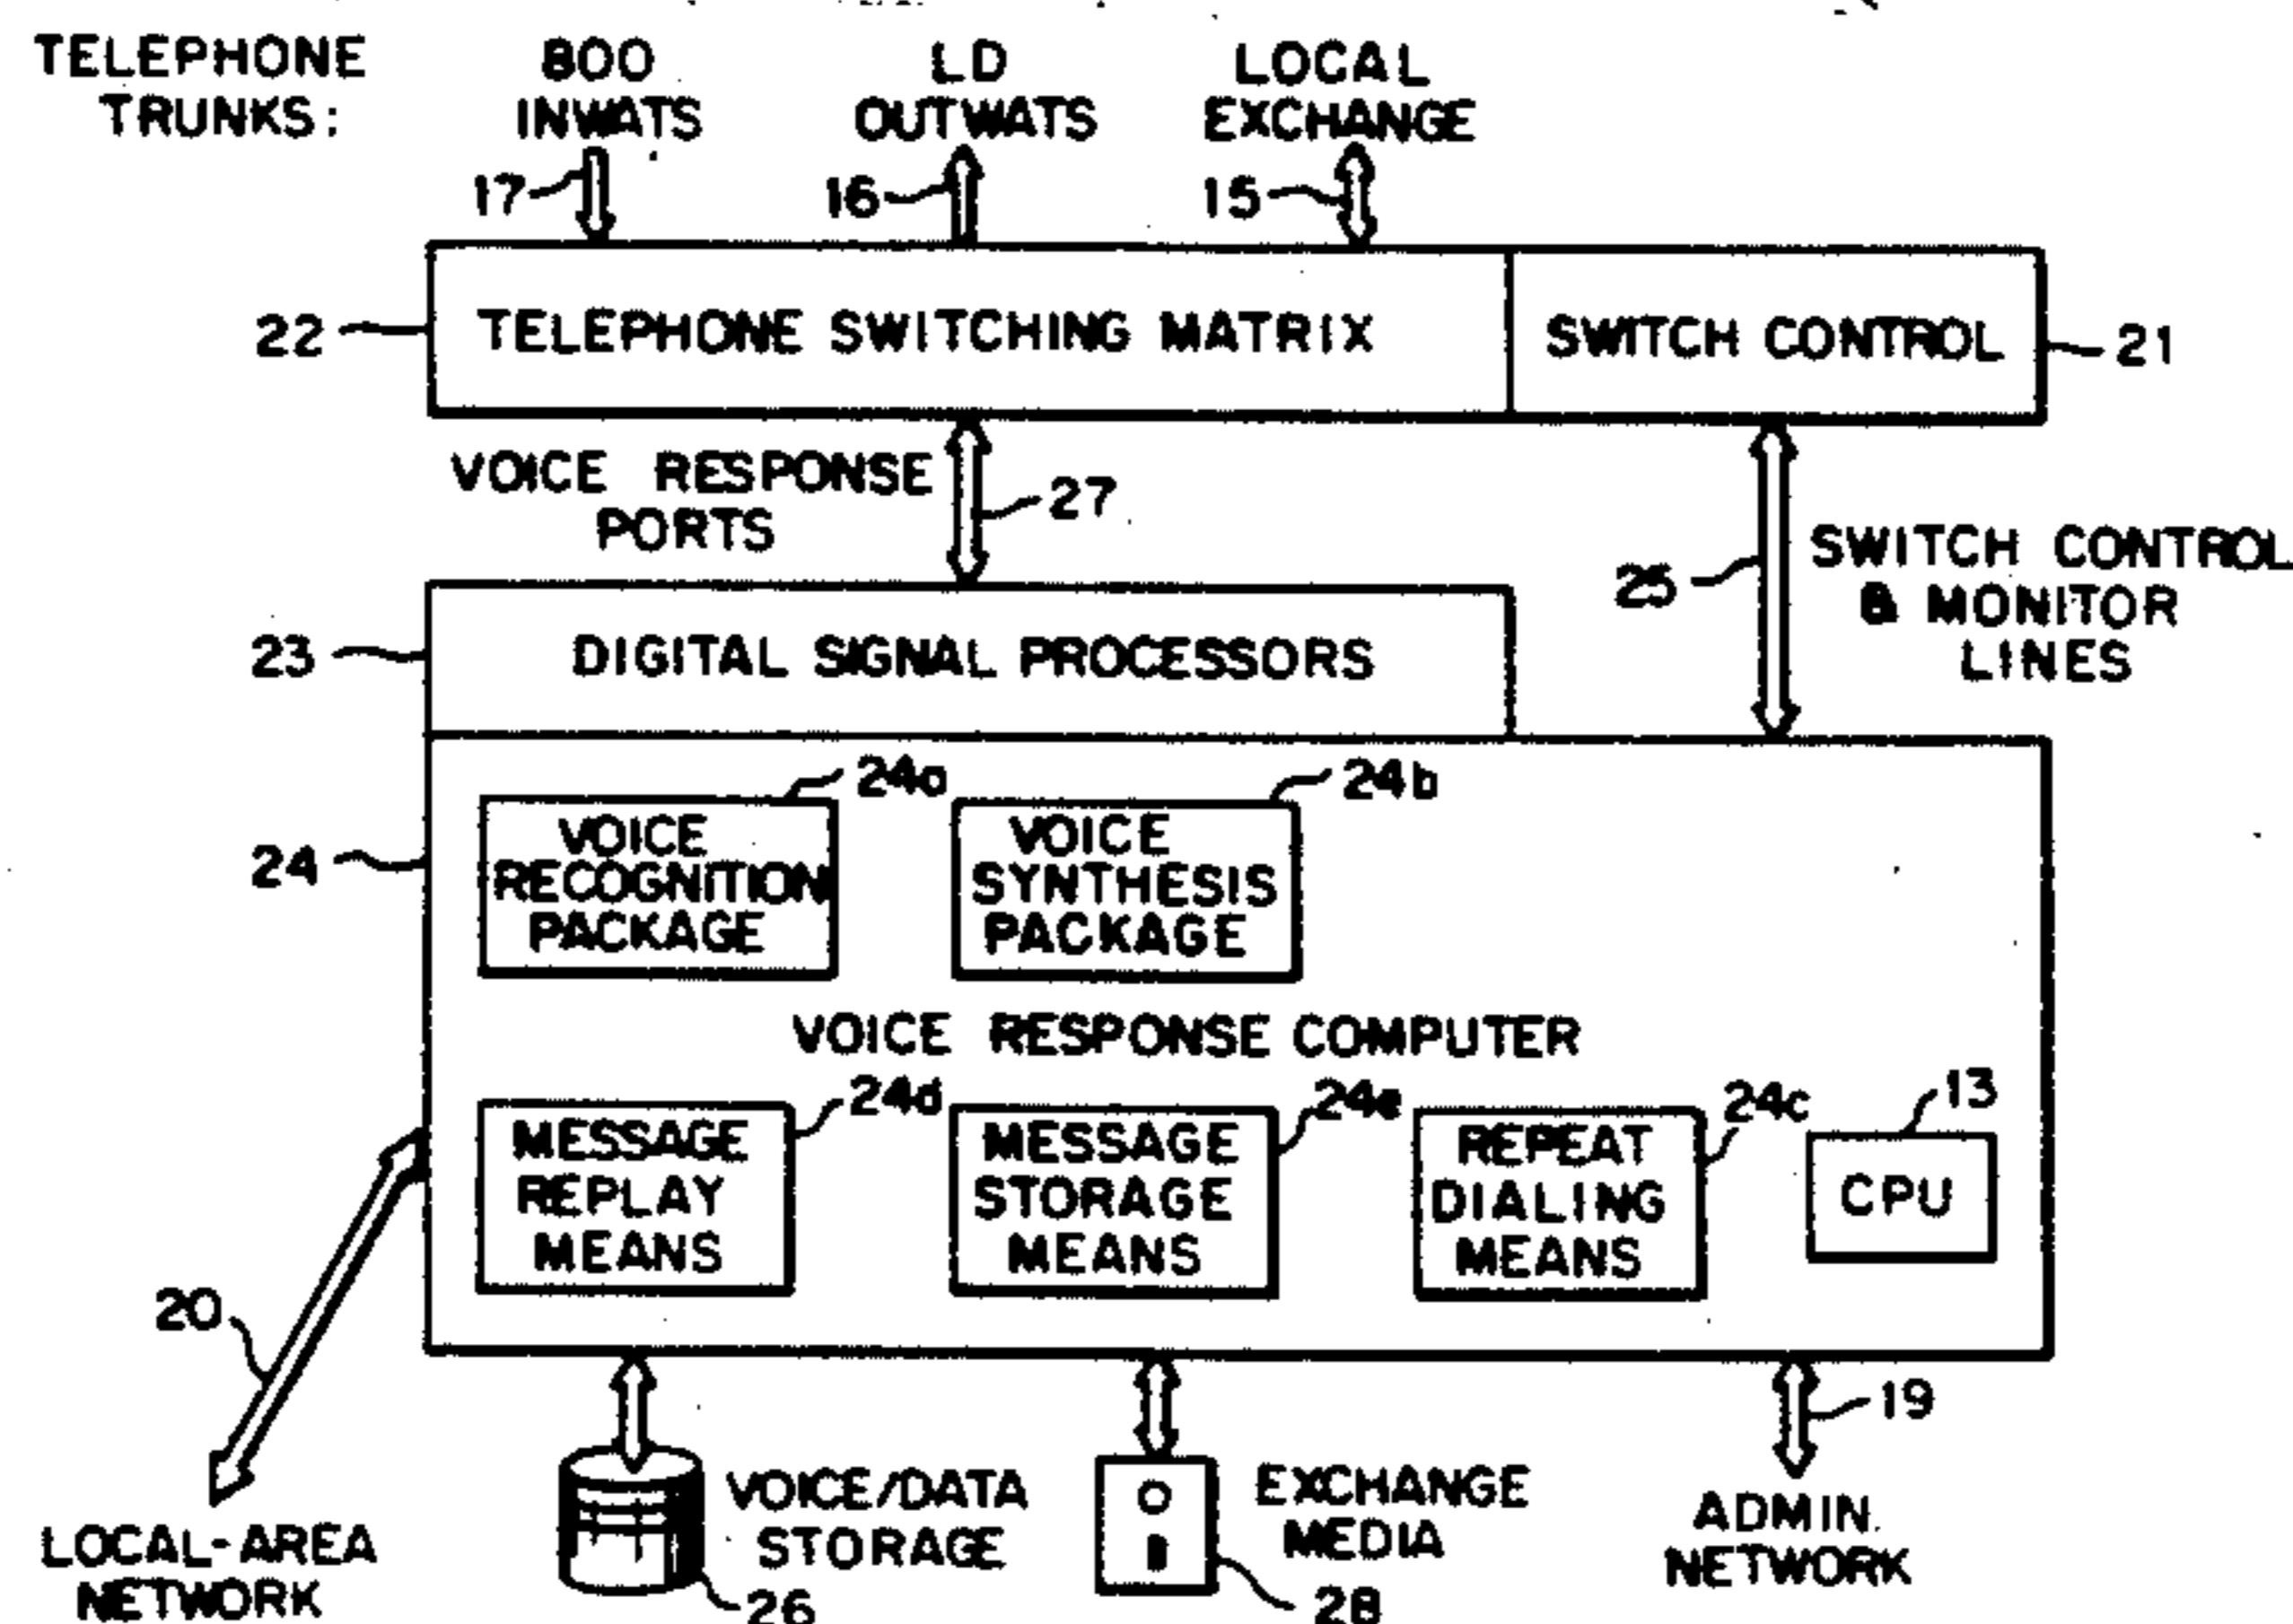 TELEPHONE TRUNKS:
800 INWATS
LD OUTWATS
LOCAL EXCHANGE
17
16
15
22
TELEPHONE SWITCHING MATRIX
SWITCH CONTROL
21
VOICE RESPONSE PORTS
27
25
SWITCH CONTROL
& MONITOR
LINES
23
DIGITAL SIGNAL PROCESSORS
24a
24b
24
VOICE RECOGNITION PACKAGE
VOICE SYNTHESIS PACKAGE
VOICE RESPONSE COMPUTER
24d
24e
24c
13
MESSAGE REPLAY MEANS
MESSAGE STORAGE MEANS
REPEAT DIALING MEANS
CPU
20
19
LOCAL-AREA NETWORK
VOICE/DATA STORAGE
26
EXCHANGE MEDIA
28
ADMIN. NETWORK